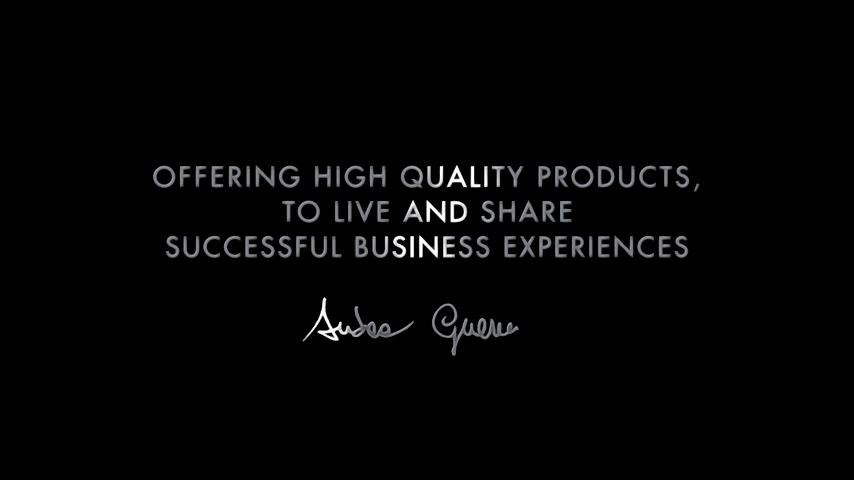 OFFERING HIGH QUALITY PRODUCTS,
TO LIVE AND SHARE
SUCCESSFUL BUSINESS EXPERIENCES